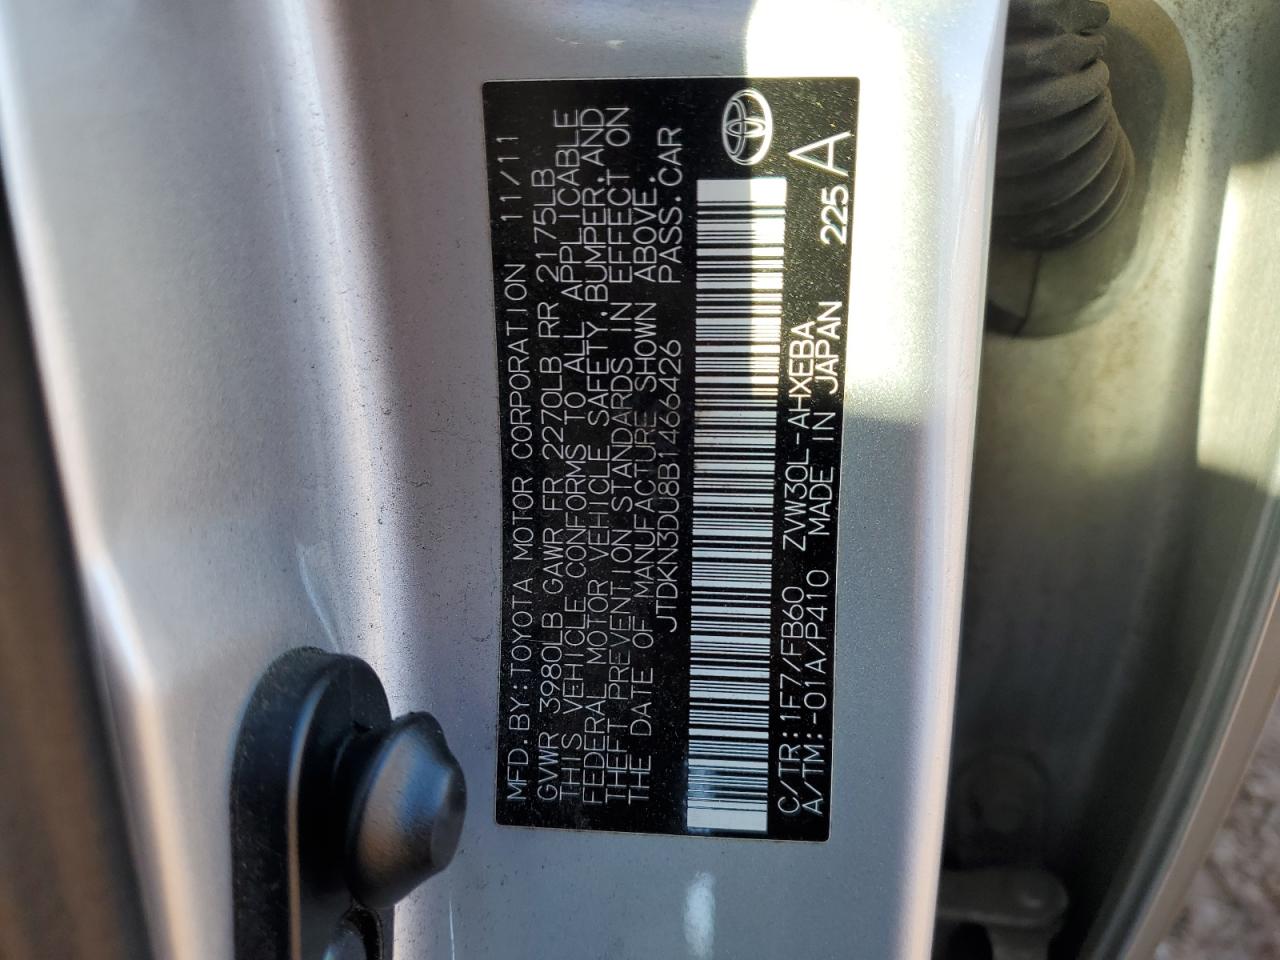 MFD. BY: TOYOTA MOTOR CORPORATION 11/11
GVWR 3980LB GAWR FR 2270LB RR 2175LB
THIS VEHICLE CONFORMS TO ALL APPLICABLE
FEDERAL MOTOR VEHICLE SAFETY, BUMPER, AND
THEFT PREVENTION STANDARDS IN EFFECT ON
THE DATE OF MANUFACTURE SHOWN ABOVE.
JTDKN3DU8B1466426 PASS. CAR
C/TR: 1F7/FB60 ZVW30L-AHXEBA 225 A
A/TM: -01A/P410 MADE IN JAPAN